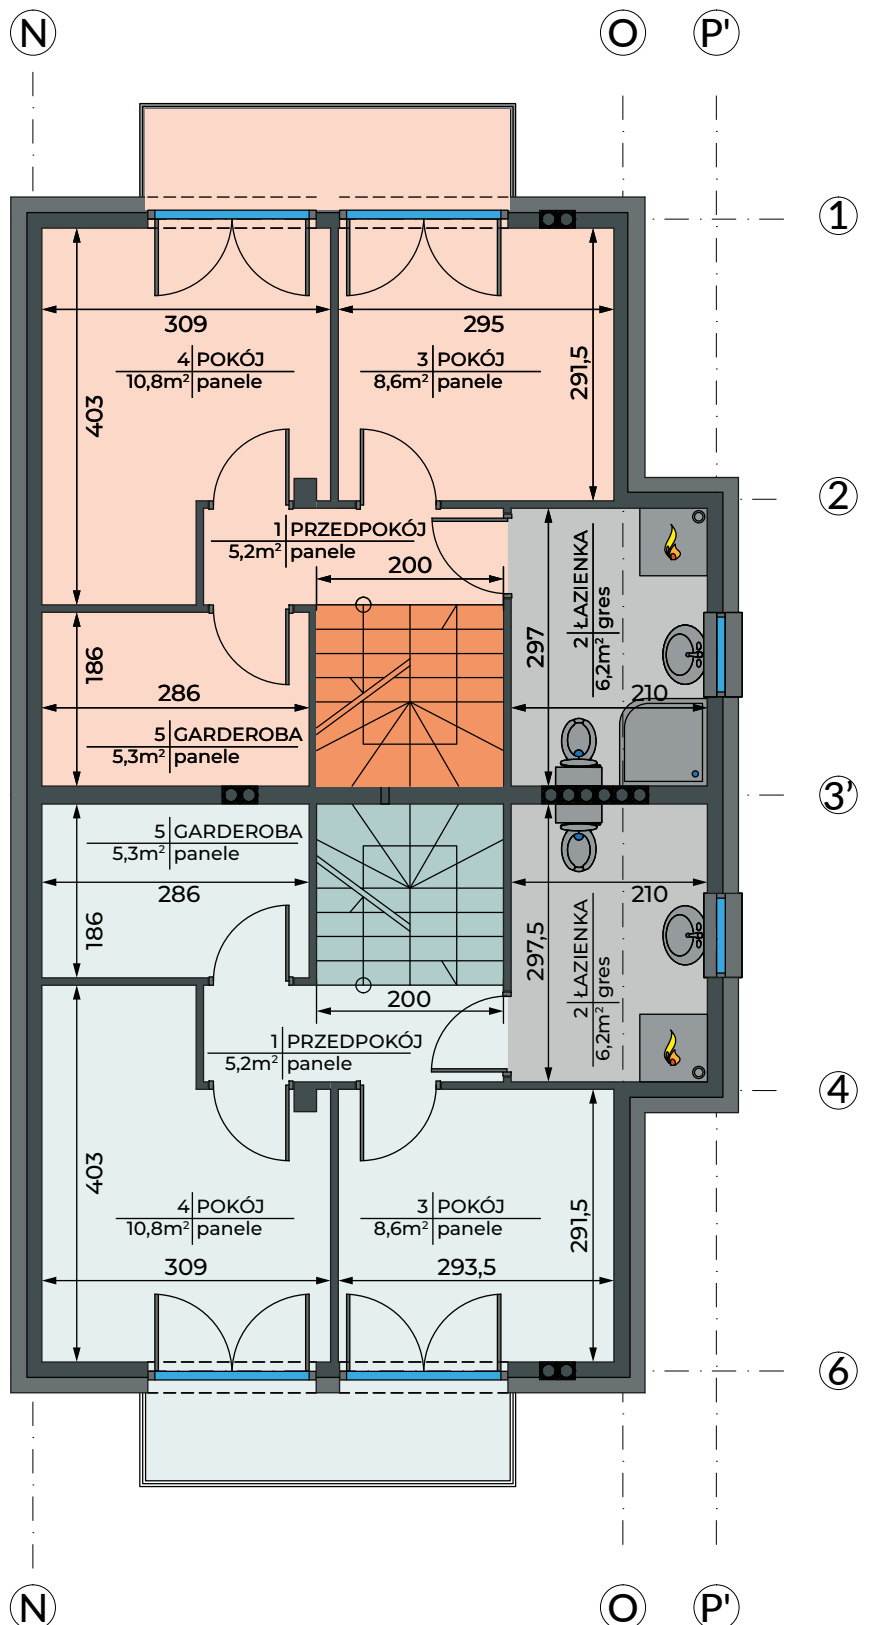 N
O
P'
1
309
295
4 POKÓJ
10,8m² panele
3 POKÓJ
8,6m² panele
291,5
403
2
1 PRZEDPOKÓJ
5,2m² panele
200
2 ŁAZIENKA
6,2m² gres
297
186
286
210
5 GARDEROBA
5,3m² panele
3’
5 GARDEROBA
5,3m² panele
286
210
186
297,5
2 ŁAZIENKA
6,2m² gres
200
1 PRZEDPOKÓJ
5,2m² panele
4
403
4 POKÓJ
10,8m² panele
3 POKÓJ
8,6m² panele
291,5
309
293,5
6
N
O
P'